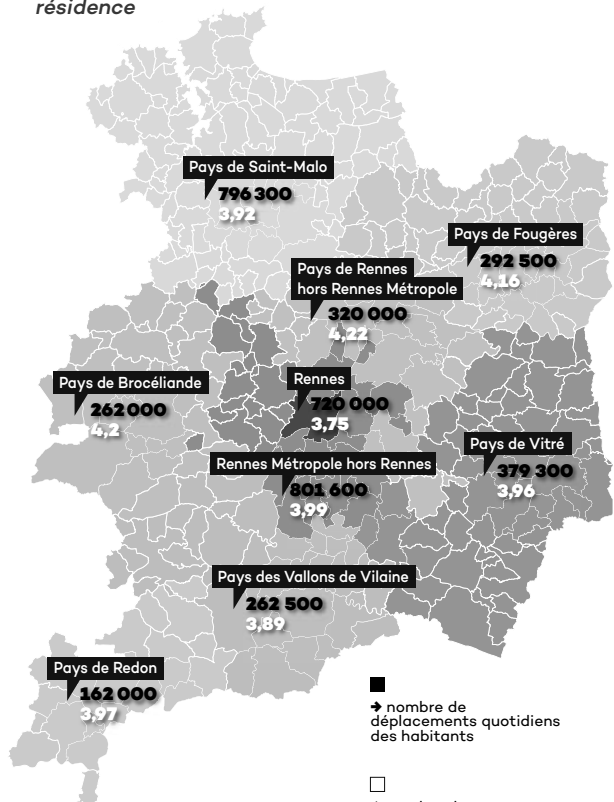 résidence
Pays de Saint-Malo
796 300
3,92
Pays de Fougères
292 500
4,16
Pays de Rennes
hors Rennes Métropole
320 000
4,22
Pays de Brocéliande
262 000
4,2
Rennes
720 000
3,75
Pays de Vitré
379 300
3,96
Rennes Métropole hors Rennes
801 600
3,99
Pays des Vallons de Vilaine
262 500
3,89
Pays de Redon
162 000
3,97
➔ nombre de
déplacements quotidiens
des habitants